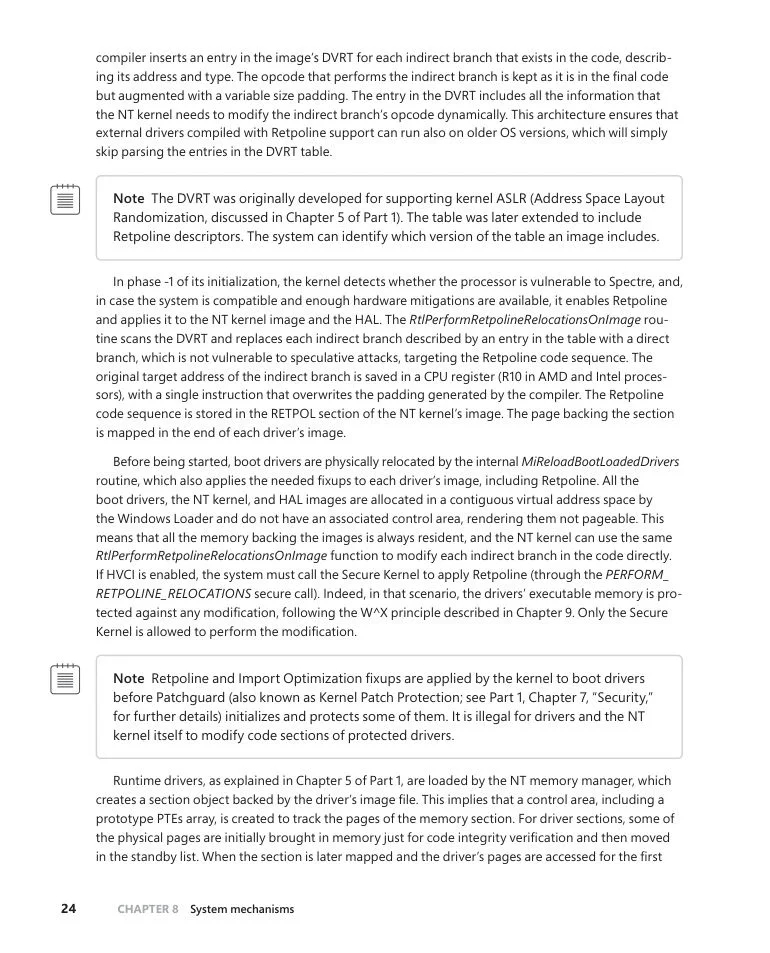 compiler inserts an entry in the image's DVRT for each indirect branch that exists in the code, describ-
ing its address and type. The opcode that performs the indirect branch is kept as it is in the final code
but augmented with a variable size padding. The entry in the DVRT includes all the information that
the NT kernel needs to modify the indirect branch's opcode dynamically. This architecture ensures that
external drivers compiled with Retpoline support can run also on older OS versions, which will simply
skip parsing the entries in the DVRT table.
Note The DVRT was originally developed for supporting kernel ASLR (Address Space Layout
Randomization, discussed in Chapter 5 of Part 1). The table was later extended to include
Retpoline descriptors. The system can identify which version of the table an image includes.
In phase -1 of its initialization, the kernel detects whether the processor is vulnerable to Spectre, and,
in case the system is compatible and enough hardware mitigations are available, it enables Retpoline
and applies it to the NT kernel image and the HAL. The RtlPerformRetpolineRelocationsOnImage rou-
tine scans the DVRT and replaces each indirect branch described by an entry in the table with a direct
branch, which is not vulnerable to speculative attacks, targeting the Retpoline code sequence. The
original target address of the indirect branch is saved in a CPU register (R10 in AMD and Intel proces-
sors), with a single instruction that overwrites the padding generated by the compiler. The Retpoline
code sequence is stored in the RETPOL section of the NT kernel's image. The page backing the section
is mapped in the end of each driver's image.
Before being started, boot drivers are physically relocated by the internal MiReloadBootLoadedDrivers
routine, which also applies the needed fixups to each driver's image, including Retpoline. All the
boot drivers, the NT kernel, and HAL images are allocated in a contiguous virtual address space by
the Windows Loader and do not have an associated control area, rendering them not pageable. This
means that all the memory backing the images is always resident, and the NT kernel can use the same
RtlPerformRetpolineRelocationsOnImage function to modify each indirect branch in the code directly.
If HVCI is enabled, the system must call the Secure Kernel to apply Retpoline (through the PERFORM_
RETPOLINE_RELOCATIONS secure call). Indeed, in that scenario, the drivers' executable memory is pro-
tected against any modification, following the W^X principle described in Chapter 9. Only the Secure
Kernel is allowed to perform the modification.
Note Retpoline and Import Optimization fixups are applied by the kernel to boot drivers
before Patchguard (also known as Kernel Patch Protection; see Part 1, Chapter 7, "Security,"
for further details) initializes and protects some of them. It is illegal for drivers and the NT
kernel itself to modify code sections of protected drivers.
Runtime drivers, as explained in Chapter 5 of Part 1, are loaded by the NT memory manager, which
creates a section object backed by the driver's image file. This implies that a control area, including a
prototype PTEs array, is created to track the pages of the memory section. For driver sections, some of
the physical pages are initially brought in memory just for code integrity verification and then moved
in the standby list. When the section is later mapped and the driver's pages are accessed for the first
24 CHAPTER 8 System mechanisms